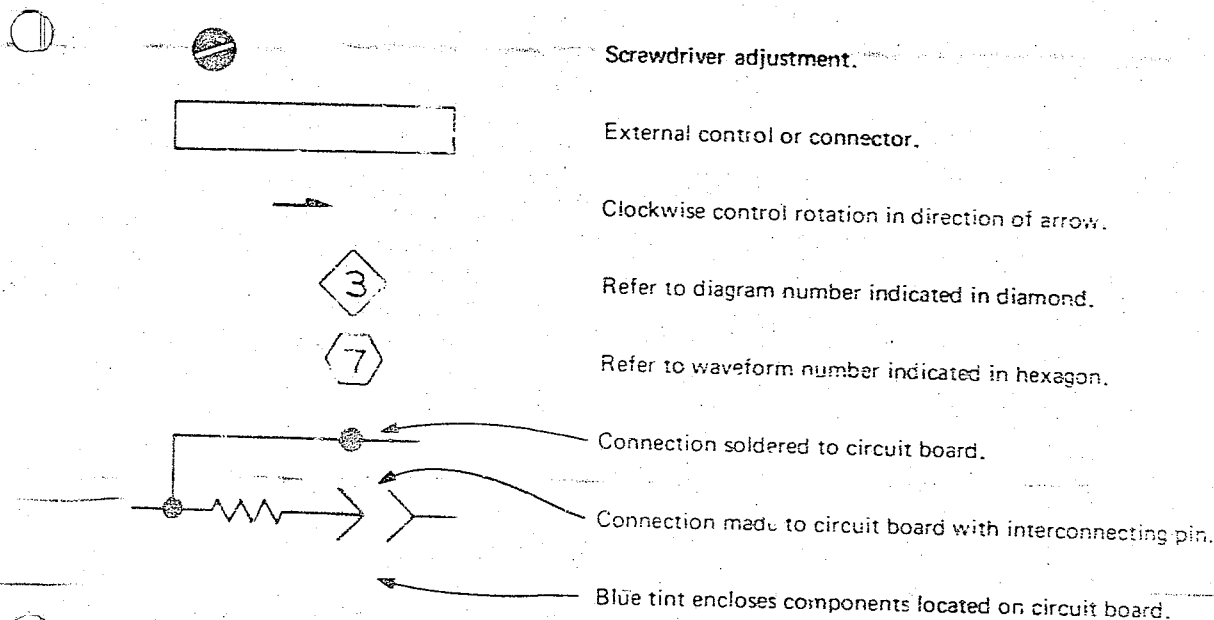 Screwdriver adjustment.
External control or connector.
Clockwise control rotation in direction of arrow.
3
Refer to diagram number indicated in diamond.
7
Refer to waveform number indicated in hexagon.
Connection soldered to circuit board.
Connection made to circuit board with interconnecting pin.
Blue tint encloses components located on circuit board.